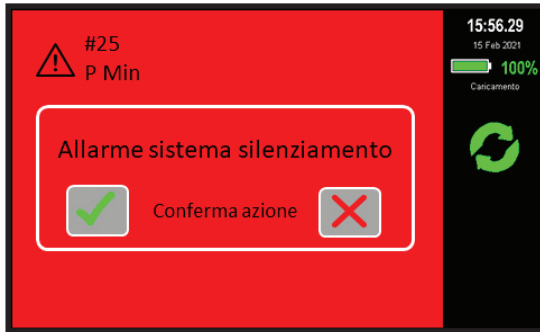 #25
P Min
Allarme sistema silenziamento
Conferma azione
15:56.29
15 Feb 2021
100%
Caricamento